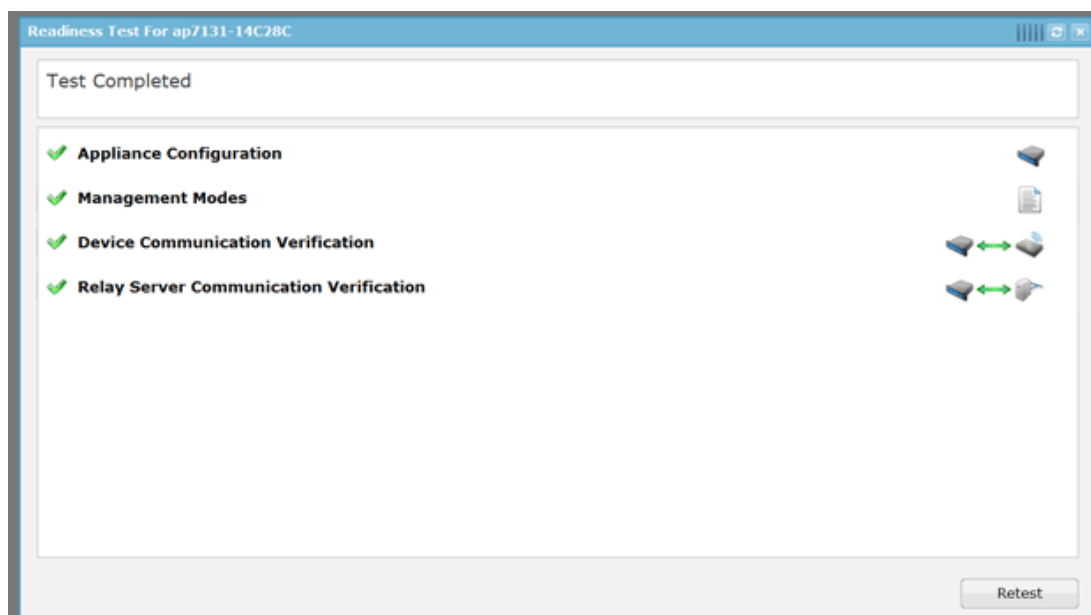 Readiness Test For ap7131-14C28C
Test Completed
Appliance Configuration
Management Modes
Device Communication Verification
Relay Server Communication Verification
Retest